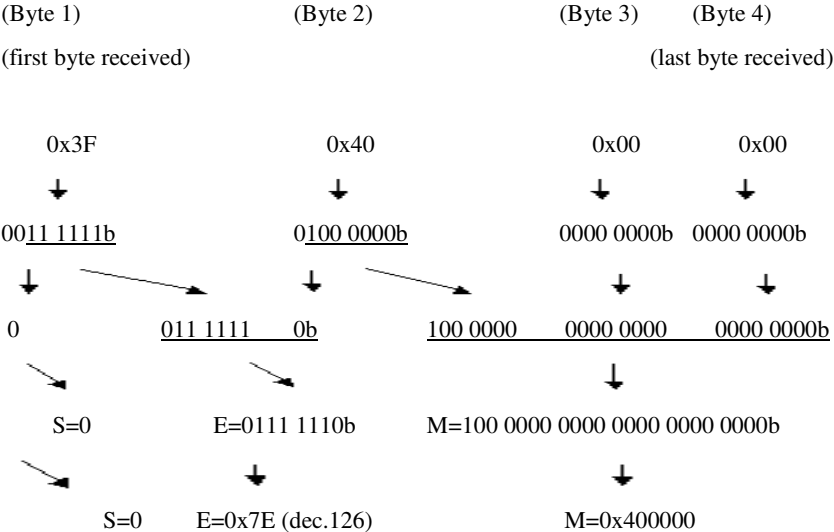 (Byte 1) (Byte 2) (Byte 3) (Byte 4)
(first byte received) (last byte received)
0x3F 0x40 0x00 0x00
0011 1111b 0100 0000b 0000 0000b 0000 0000b
0 011 1111 0b 100 0000 0000 0000 0000 0000b
S=0 E=0111 1110b M=100 0000 0000 0000 0000 0000b
S=0 E=0x7E (dec.126) M=0x400000